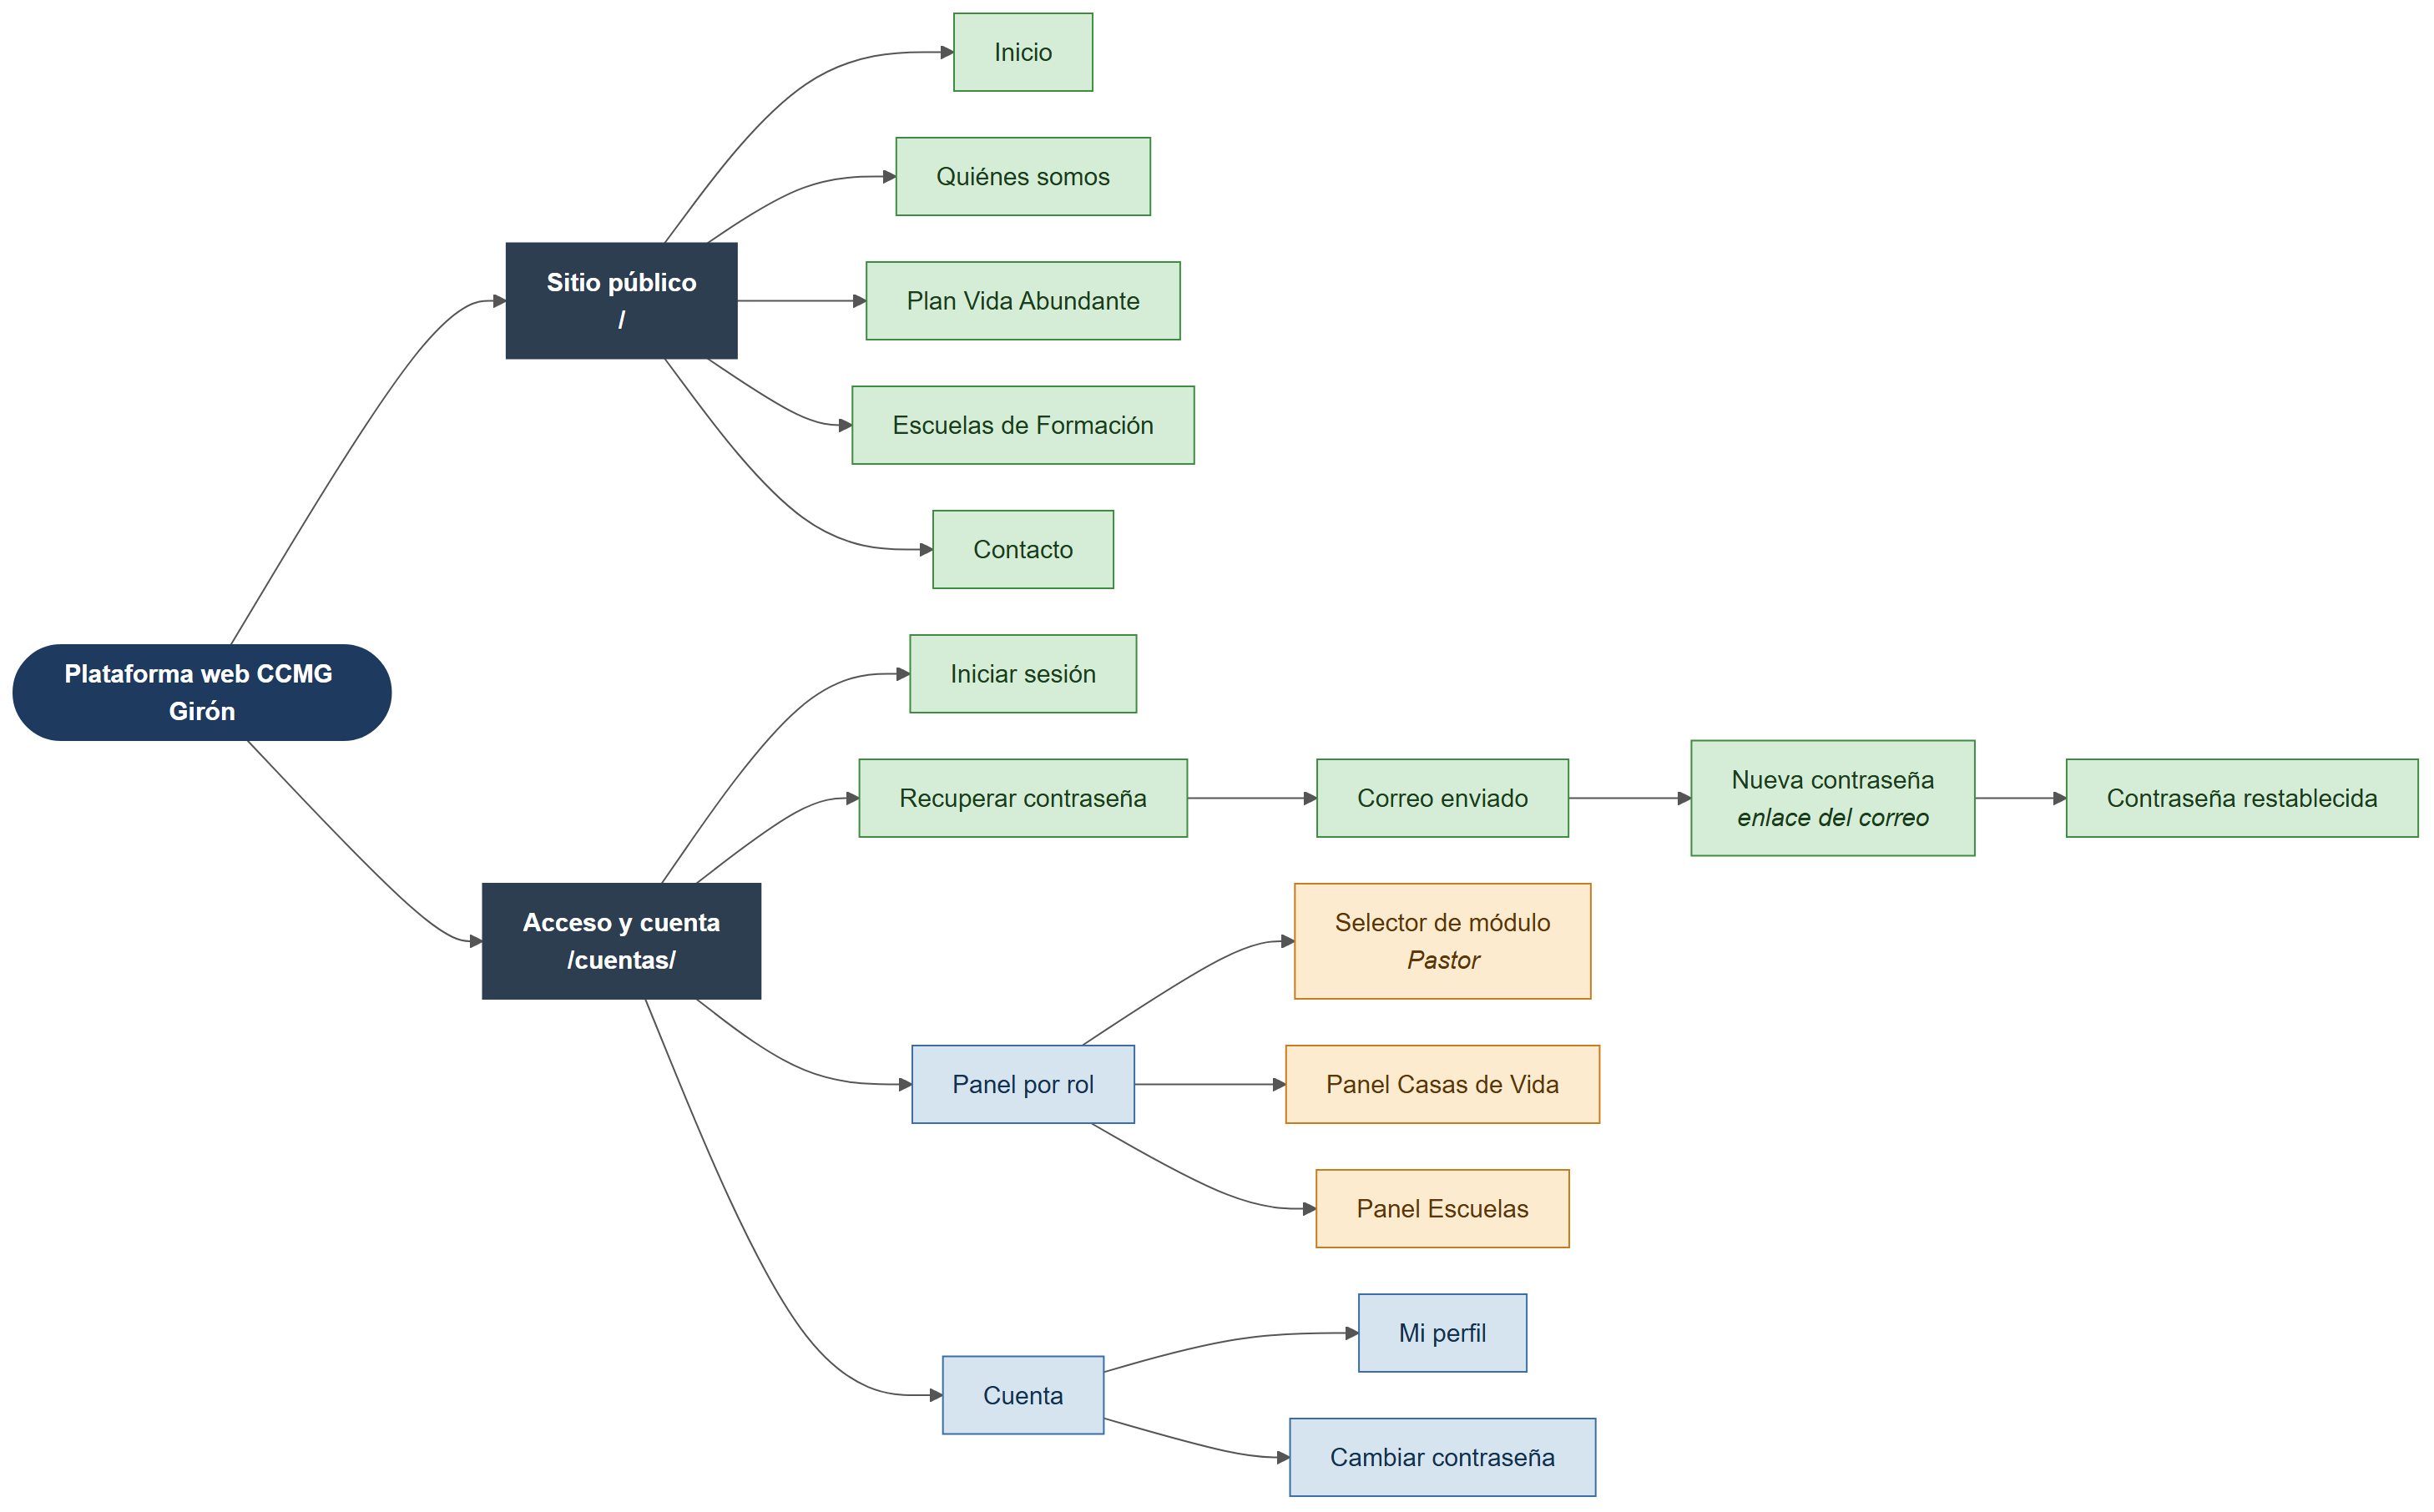 Plataforma web CCMG
Girón
Sitio público
/
Inicio
Quiénes somos
Plan Vida Abundante
Escuelas de Formación
Contacto
Acceso y cuenta
/cuentas/
Iniciar sesión
Recuperar contraseña
Correo enviado
Nueva contraseña
enlace del correo
Contraseña restablecida
Panel por rol
Selector de módulo
Pastor
Panel Casas de Vida
Panel Escuelas
Cuenta
Mi perfil
Cambiar contraseña